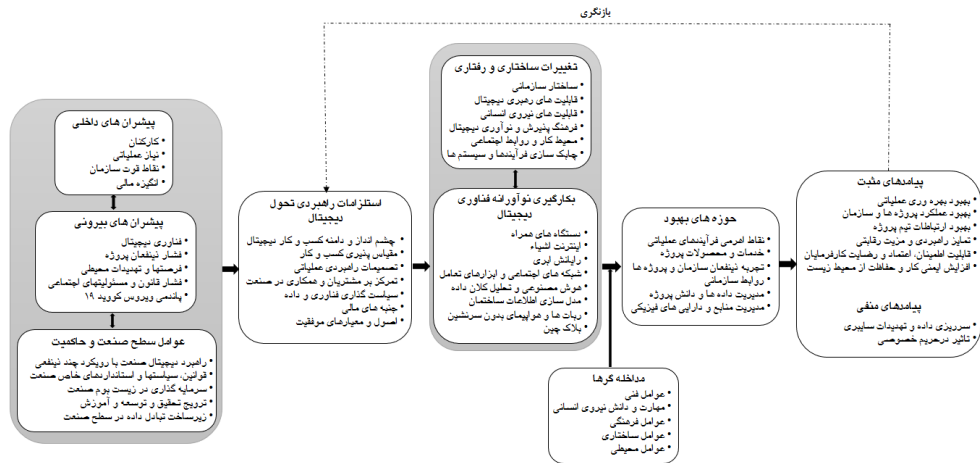 بازنگری
پیشران های داخلی
• کارکنان
• نیاز عملیاتی
• نقاط قوت سازمان
• انگیزه مالی
پیشران های بیرونی
• فناوری دیجیتال
• فشار ذینفعان پروژه
• فرصتها و تهدیدات محیطی
• فشار قانون و مسئولیتهای اجتماعی
• پاندمی ویروس کووید ۱۹
عوامل سطح صنعت و حاکمیت
• راهبرد دیجیتال صنعت با رویکرد چند ذینفعی
• قوانین، سیاستها و استانداردهای خاص صنعت
• سرمایه گذاری در زیست بوم صنعت
• ترویج تحقیق و توسعه و آموزش
• زیرساخت تبادل داده در سطح صنعت
استلزامات راهبردی تحول
دیجیتال
• چشم انداز و دامنه کسب و کار دیجیتال
• مقیاس پذیری کسب و کار
• تصمیمات راهبردی عملیاتی
• تمرکز بر مشتریان و همکاری در صنعت
• سیاست گذاری فناوری و داده
• جنبه های مالی
• اصول و معیارهای موفقیت
تغییرات ساختاری و رفتاری
• ساختار سازمانی
• قابلیت های رهبری دیجیتال
• قابلیت های نیروی انسانی
• فرهنگ پذیرش و نوآوری دیجیتال
• محیط کار و روابط اجتماعی
• چابک سازی فرآیندها و سیستم ها
بکارگیری نوآورانه فناوری
دیجیتال
• دستگاه های همراه
• اینترنت اشیاء
• رایانش ابری
• شبکه های اجتماعی و ابزارهای تعامل
• هوش مصنوعی و تحلیل کلان داده
• مدل سازی اطلاعات ساختمان
• ربات ها و هواپیمای بدون سرنشین
• بلاک چین
مداخله گرها
• عوامل فنی
• مهارت و دانش نیروی انسانی
• عوامل فرهنگی
• عوامل ساختاری
• عوامل محیطی
حوزه های بهبود
• نقاط اهرمی فرآیندهای عملیاتی
• خدمات و محصولات پروژه
• تجربه ذینفعان سازمان و پروژه ها
• روابط سازمانی
• مدیریت داده ها و دانش پروژه
• مدیریت منابع و دارایی های فیزیکی
پیامدهای مثبت
• بهبود بهره وری عملیاتی
• بهبود عملکرد پروژه ها و سازمان
• بهبود ارتباطات تیم پروژه
• تمایز راهبردی و مزیت رقابتی
• قابلیت اطمینان، اعتماد و رضایت کارفرمایان
• افزایش ایمنی کار و حفاظت از محیط زیست
پیامدهای منفی
• سرریزی داده و تهدیدات سایبری
• تاثیر درحریم خصوصی